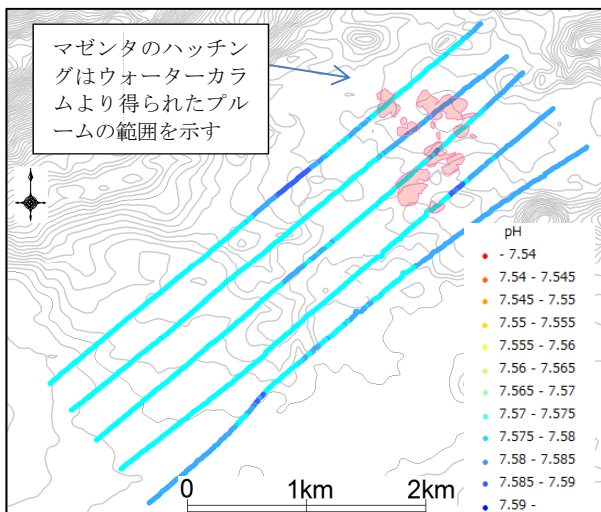 マゼンタのハッチン
グはウォーターカラ
ムより得られたプル
ームの範囲を示す
pH
- 7.54
7.54 - 7.545
7.545 - 7.55
7.55 - 7.555
7.555 - 7.56
7.56 - 7.565
7.565 - 7.57
7.57 - 7.575
7.575 - 7.58
7.58 - 7.585
7.585 - 7.59
7.59 -
0 1km 2km